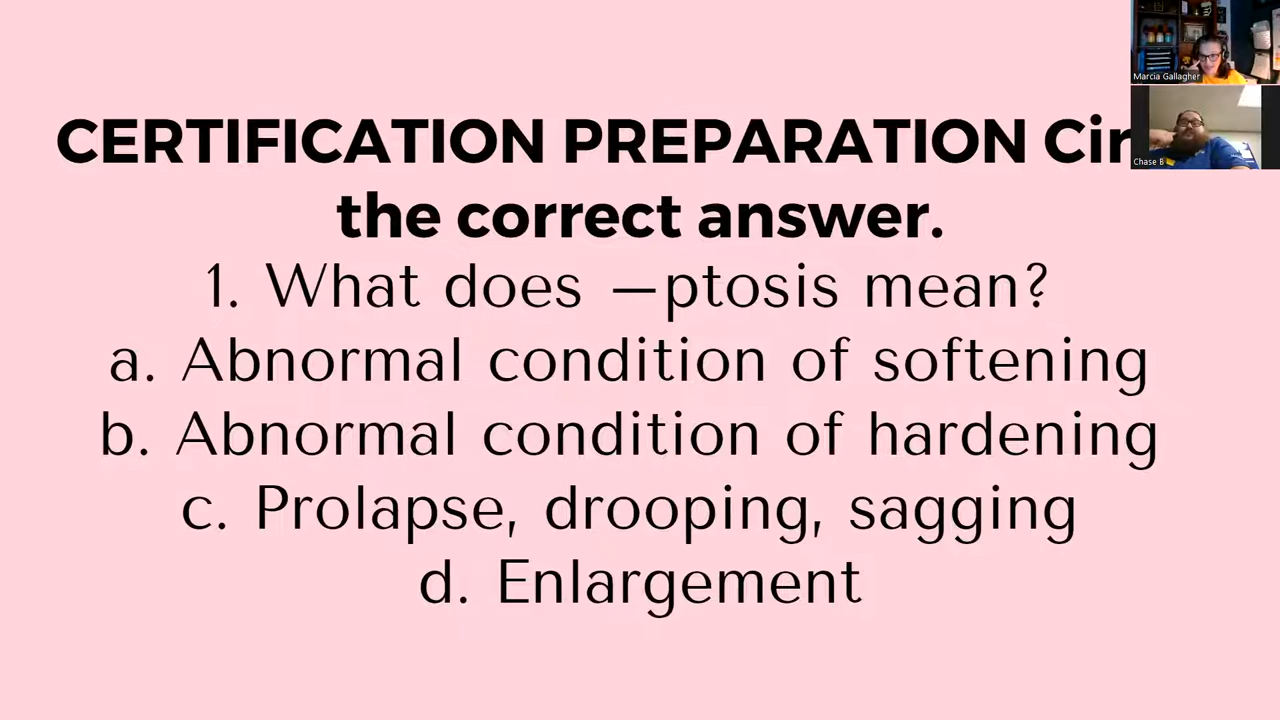 CERTIFICATION PREPARATION Cir
the correct answer.
1. What does –ptosis mean?
a. Abnormal condition of softening
b. Abnormal condition of hardening
c. Prolapse, drooping, sagging
d. Enlargement
Marcia Gallagher
Chase B